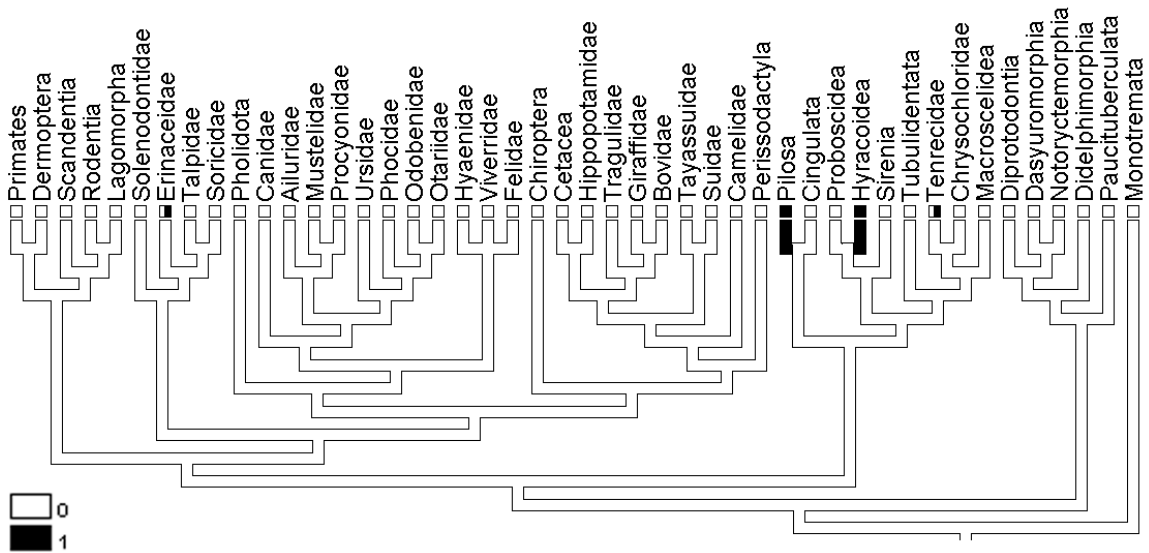 Primates
Dermoptera
Scandentia
Rodentia
Lagomorpha
Solenodontidae
Erinaceidae
Talpidae
Soricidae
Pholidota
Canidae
Ailuridae
Mustelidae
Procyonidae
Ursidae
Phocidae
Odobenidae
Otariidae
Hyaenidae
Viverridae
Felidae
Chiroptera
Cetacea
Hippopotamidae
Tragulidae
Giraffidae
Bovidae
Tayassuidae
Suidae
Camelidae
Perissodactyla
Pilosa
Cingulata
Proboscidea
Hyracoidea
Sirenia
Tubulidentata
Tenrecidae
Chrysochloridae
Macroscelidea
Diprotodontia
Dasyuromorphia
Notoryctemorphia
Didelphimorphia
Paucituberculata
Monotremata
0
1